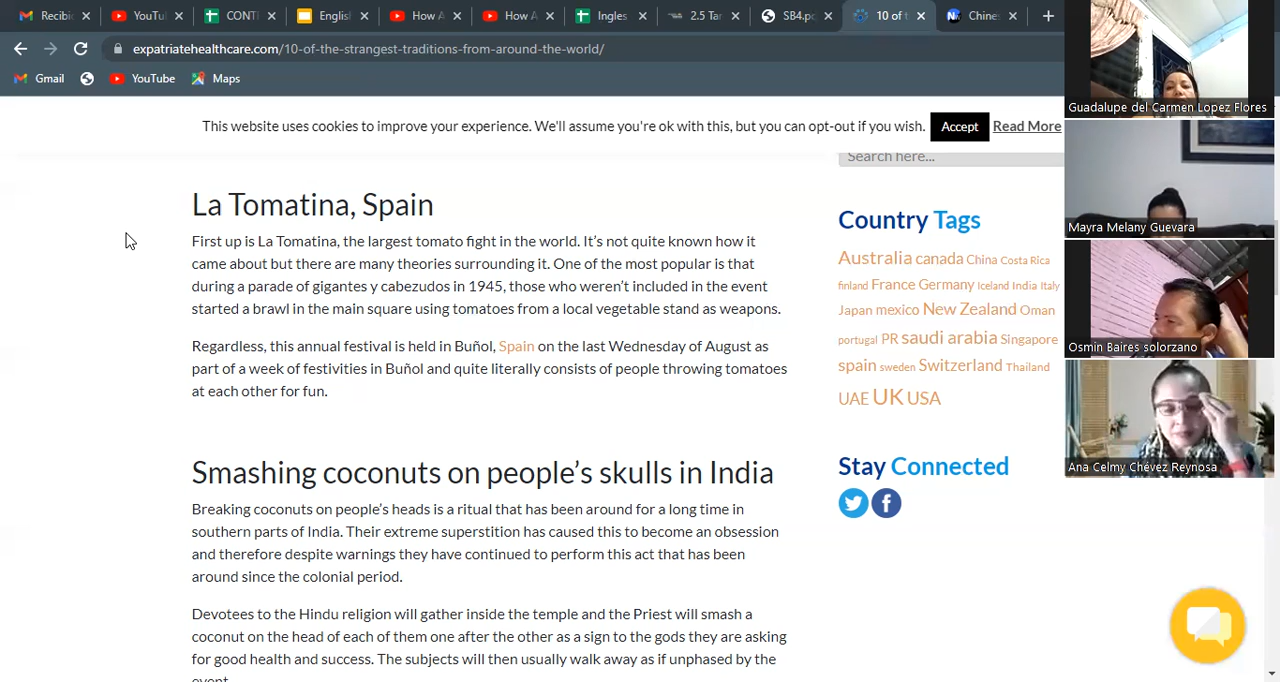 Recibi
YouTu
CONTI
Englis
How A
How A
Ingles
2.5 Tar
SB4.pd
10 of t
Chines
expatriatehealthcare.com/10-of-the-strangest-traditions-from-around-the-world/
Gmail
YouTube
Maps
This website uses cookies to improve your experience. We'll assume you're ok with this, but you can opt-out if you wish.
Accept
Read More
Search here...
La Tomatina, Spain
First up is La Tomatina, the largest tomato fight in the world. It's not quite known how it
came about but there are many theories surrounding it. One of the most popular is that
during a parade of gigantes y cabezudos in 1945, those who weren't included in the event
started a brawl in the main square using tomatoes from a local vegetable stand as weapons.
Regardless, this annual festival is held in Buñol, Spain on the last Wednesday of August as
part of a week of festivities in Buñol and quite literally consists of people throwing tomatoes
at each other for fun.
Smashing coconuts on people's skulls in India
Breaking coconuts on people's heads is a ritual that has been around for a long time in
southern parts of India. Their extreme superstition has caused this to become an obsession
and therefore despite warnings they have continued to perform this act that has been
around since the colonial period.
Devotees to the Hindu religion will gather inside the temple and the Priest will smash a
coconut on the head of each of them one after the other as a sign to the gods they are asking
for good health and success. The subjects will then usually walk away as if unphased by the
event.
Country Tags
Australia canada China Costa Rica
finland France Germany Iceland India Italy
Japan mexico New Zealand Oman
portugal PR saudi arabia Singapore
spain sweden Switzerland Thailand
UAE UK USA
Stay Connected
Guadalupe del Carmen Lopez Flores
Mayra Melany Guevara
Osmin Baires solorzano
Ana Celmy Chévez Reynosa